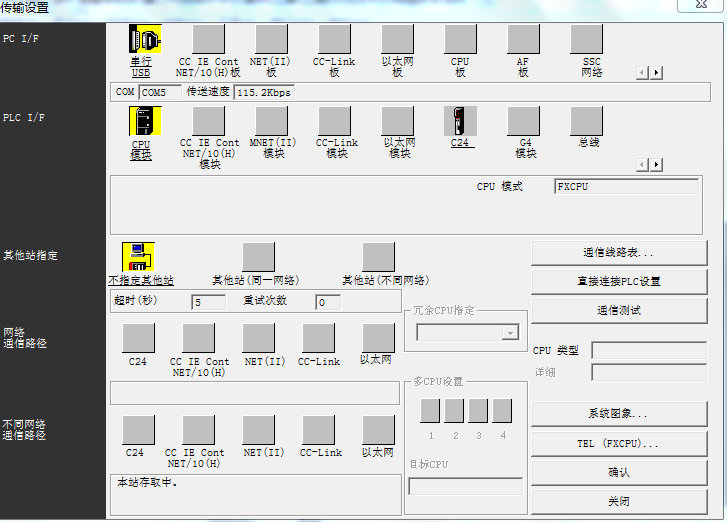 传输设置
PC I/F
串行
USB
CC IE Cont
NET/10(H)板
NET(II)
板
CC-Link
板
以太网
板
CPU
板
AF
板
SSC
网络
COM COM5 传送速度 115.2Kbps
PLC I/F
CPU
模块
CC IE Cont
NET/10(H)
模块
MNET(II)
模块
CC-Link
模块
以太网
模块
C24
G4
模块
总线
CPU 模式 FXCPU
其他站指定
不指定其他站
其他站(同一网络)
其他站(不同网络)
通信线路表...
直接连接PLC设置
通信测试
超时(秒) 5 重试次数 0
冗余CPU指定
CPU 类型
详细
网络
通信路径
C24
CC IE Cont
NET/10(H)
NET(II)
CC-Link
以太网
多CPU设置
1 2 3 4
目标CPU
不同网络
通信路径
C24
CC IE Cont
NET/10(H)
NET(II)
CC-Link
以太网
本站存取中.
系统图象...
TEL (FXCPU)...
确认
关闭